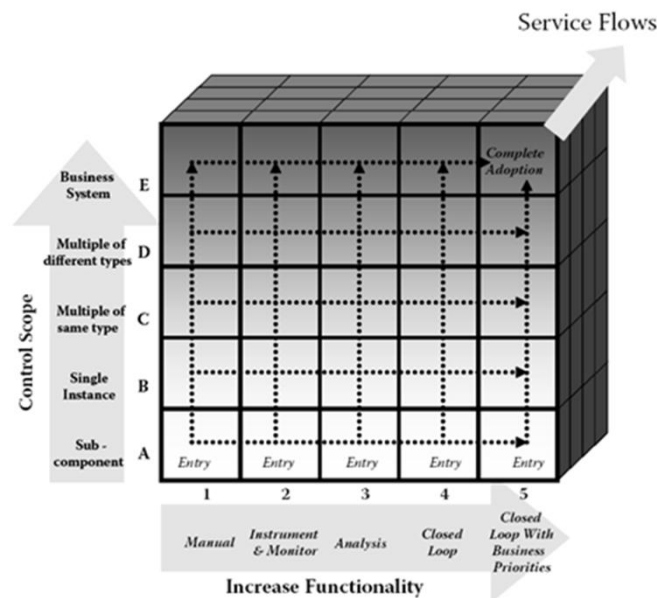 Service Flows
Complete
Adoption
Business
System
E
Multiple of
different types
D
Multiple of
same type
C
Single
Instance
B
Sub -
component
A
Control Scope
Entry
Entry
Entry
Entry
Entry
1
2
3
4
5
Manual
Instrument
& Monitor
Analysis
Closed
Loop
Closed
Loop With
Business
Priorities
Increase Functionality